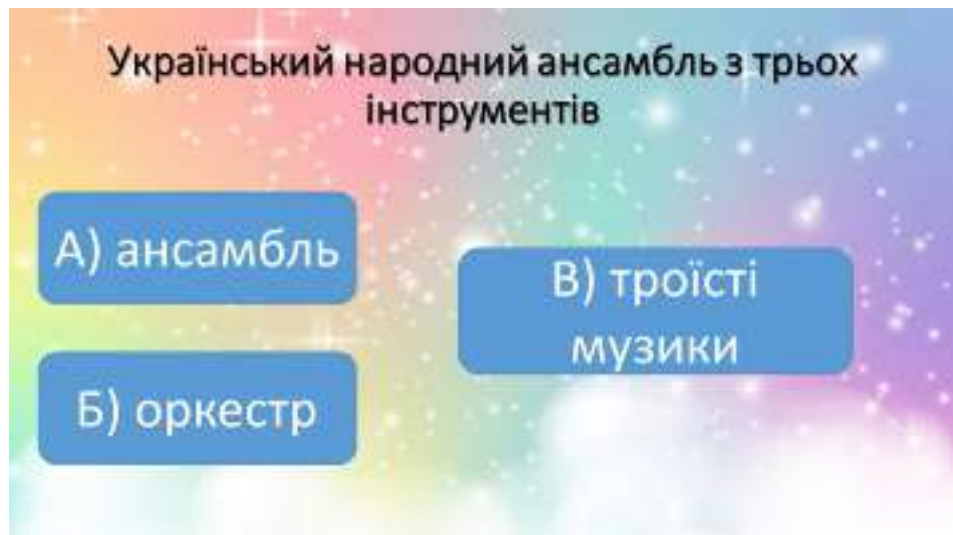 Український народний ансамбль з трьох
інструментів
А) ансамбль
Б) оркестр
В) троїсті
музики